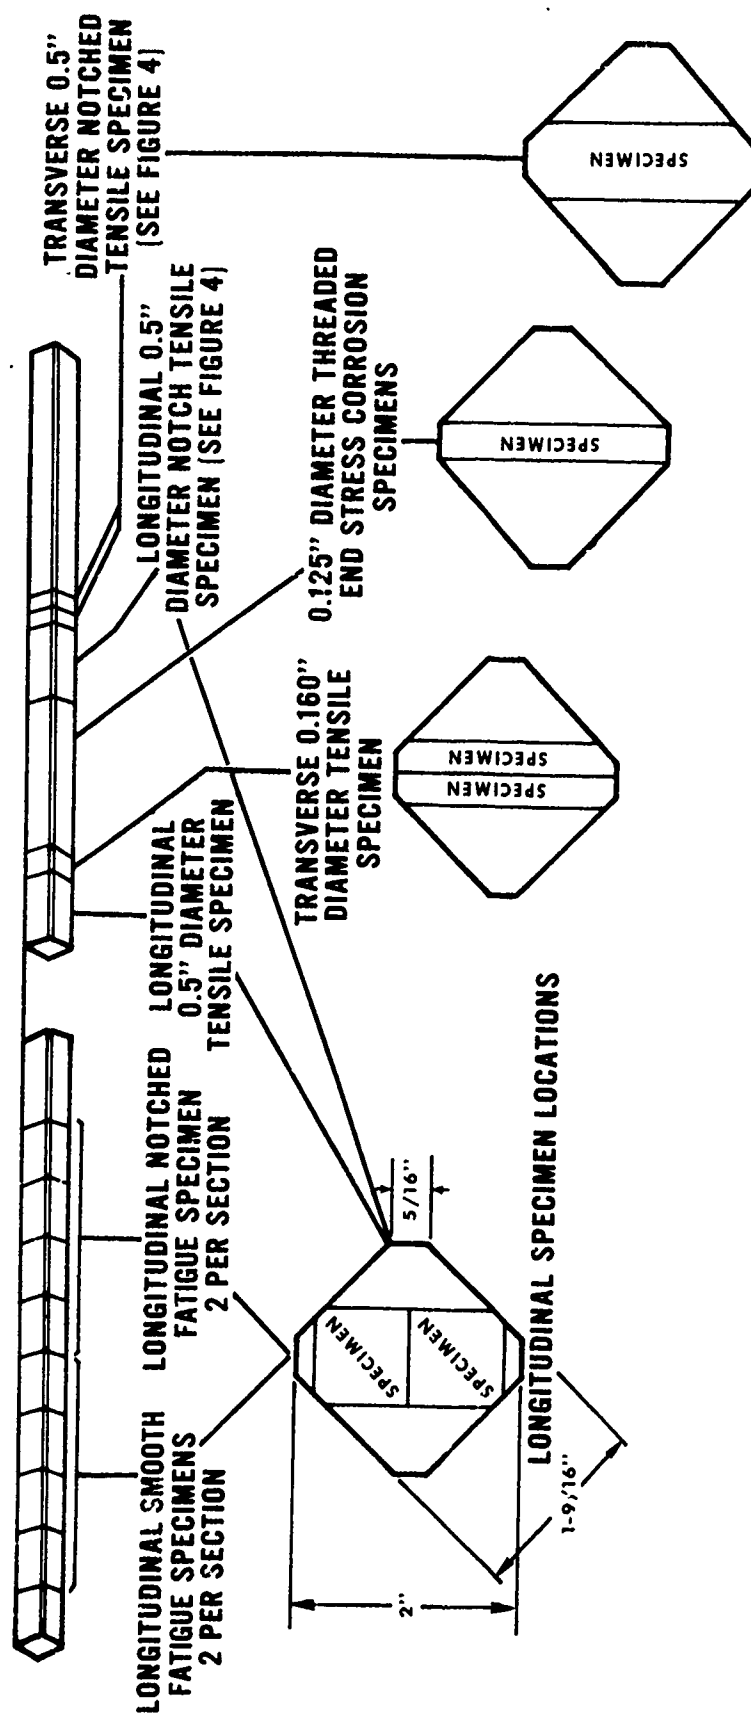 LONGITUDINAL SMOOTH
FATIGUE SPECIMENS
2 PER SECTION
LONGITUDINAL NOTCHED
FATIGUE SPECIMEN
2 PER SECTION
LONGITUDINAL
0.5" DIAMETER
TENSILE SPECIMEN
TRANSVERSE 0.160"
DIAMETER TENSILE
SPECIMEN
LONGITUDINAL 0.5"
DIAMETER NOTCH TENSILE
SPECIMEN (SEE FIGURE 4)
0.125" DIAMETER THREADED
END STRESS CORROSION
SPECIMENS
TRANSVERSE 0.5"
DIAMETER NOTCHED
TENSILE SPECIMEN
(SEE FIGURE 4)
2"
1-9/16"
5/16"
SPECIMEN
SPECIMEN
LONGITUDINAL SPECIMEN LOCATIONS
SPECIMEN
SPECIMEN
SPECIMEN
SPECIMEN